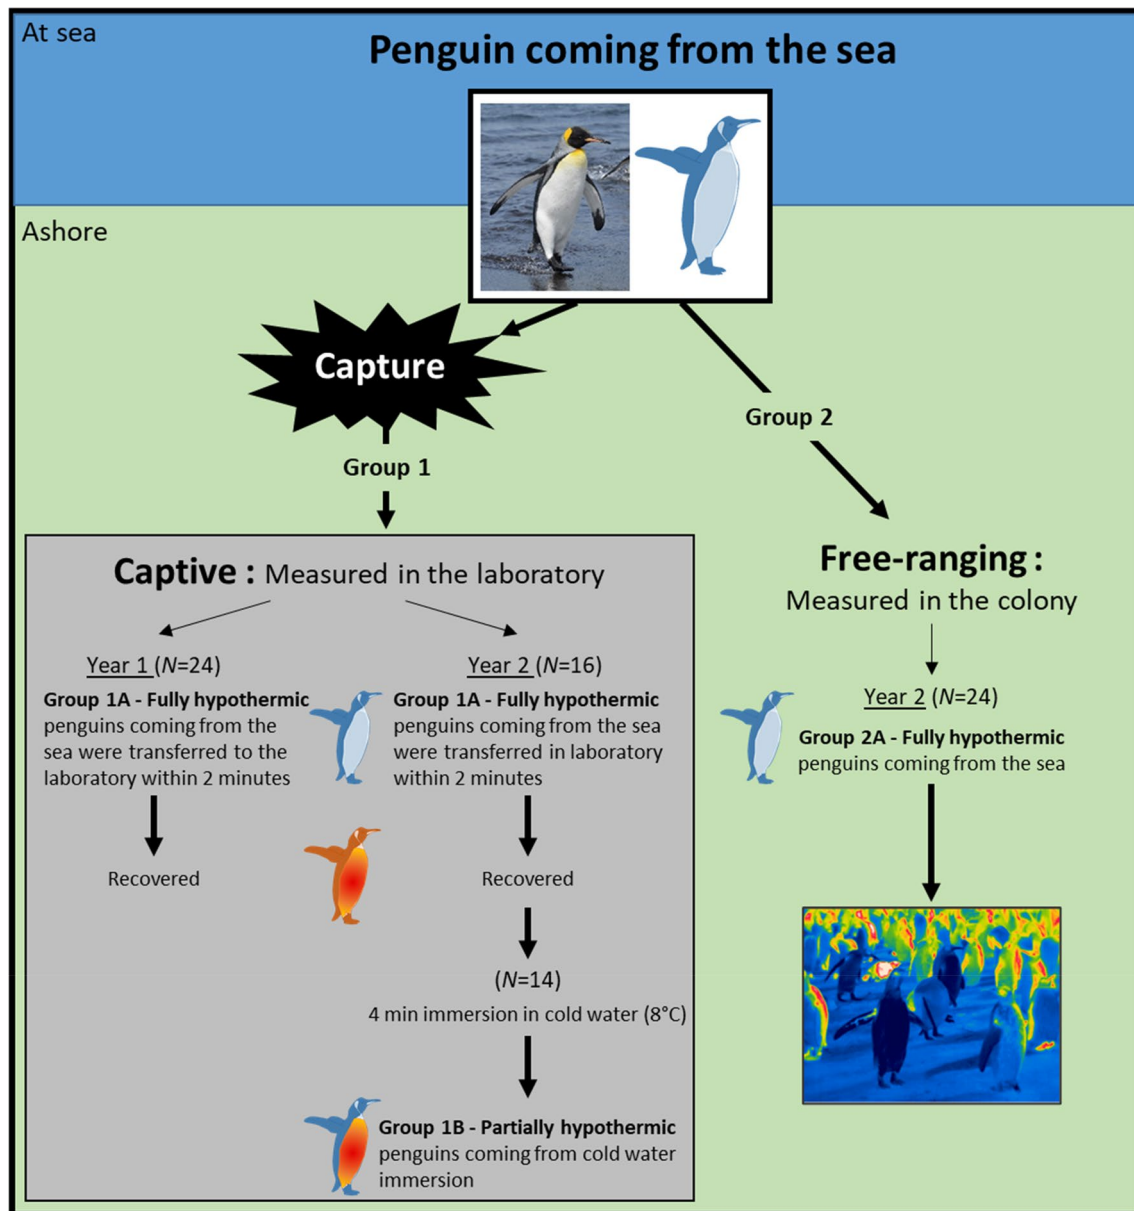 At sea
Penguin coming from the sea
Ashore
Capture
Group 1
Group 2
Captive : Measured in the laboratory
Year 1 (N=24)
Group 1A - Fully hypothermic
penguins coming from the
sea were transferred to the
laboratory within 2 minutes
Recovered
Year 2 (N=16)
Group 1A - Fully hypothermic
penguins coming from the sea
were transferred in laboratory
within 2 minutes
Recovered
(N=14)
4 min immersion in cold water (8°C)
Group 1B - Partially hypothermic
penguins coming from cold water
immersion
Free-ranging :
Measured in the colony
Year 2 (N=24)
Group 2A - Fully hypothermic
penguins coming from the sea